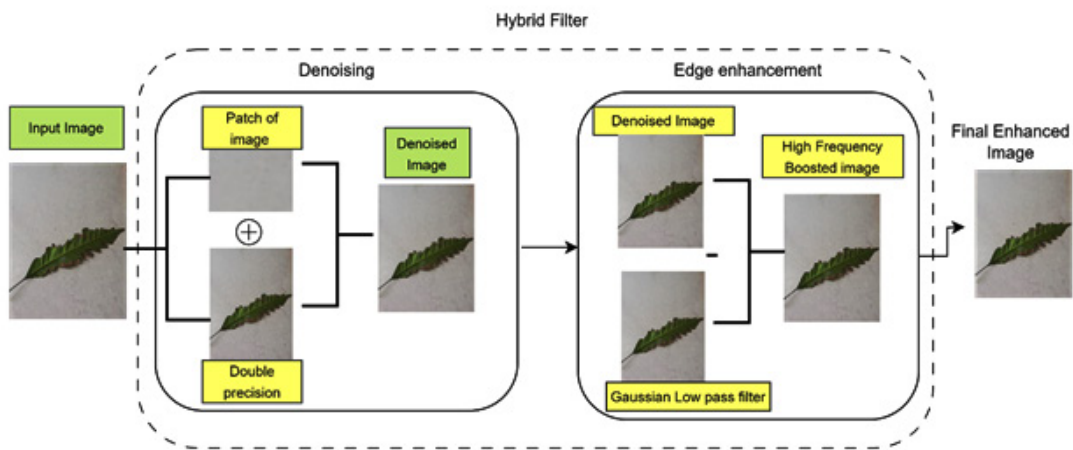 Hybrid Filter
Denoising
Edge enhancement
Input Image
Patch of
image
Denoised
Image
Double
precision
Denoised Image
High Frequency
Boosted image
Gaussian Low pass filter
Final Enhanced
Image